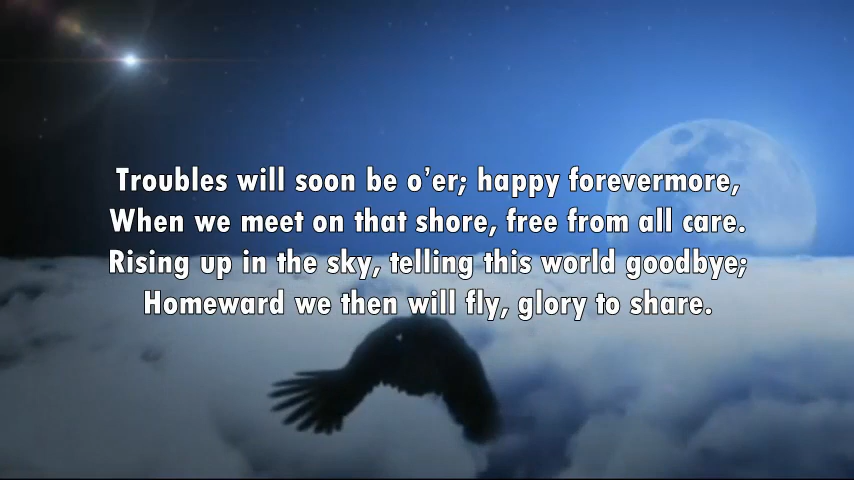 Troubles will soon be o’er; happy forevermore,
When we meet on that shore, free from all care.
Rising up in the sky, telling this world goodbye;
Homeward we then will fly, glory to share.